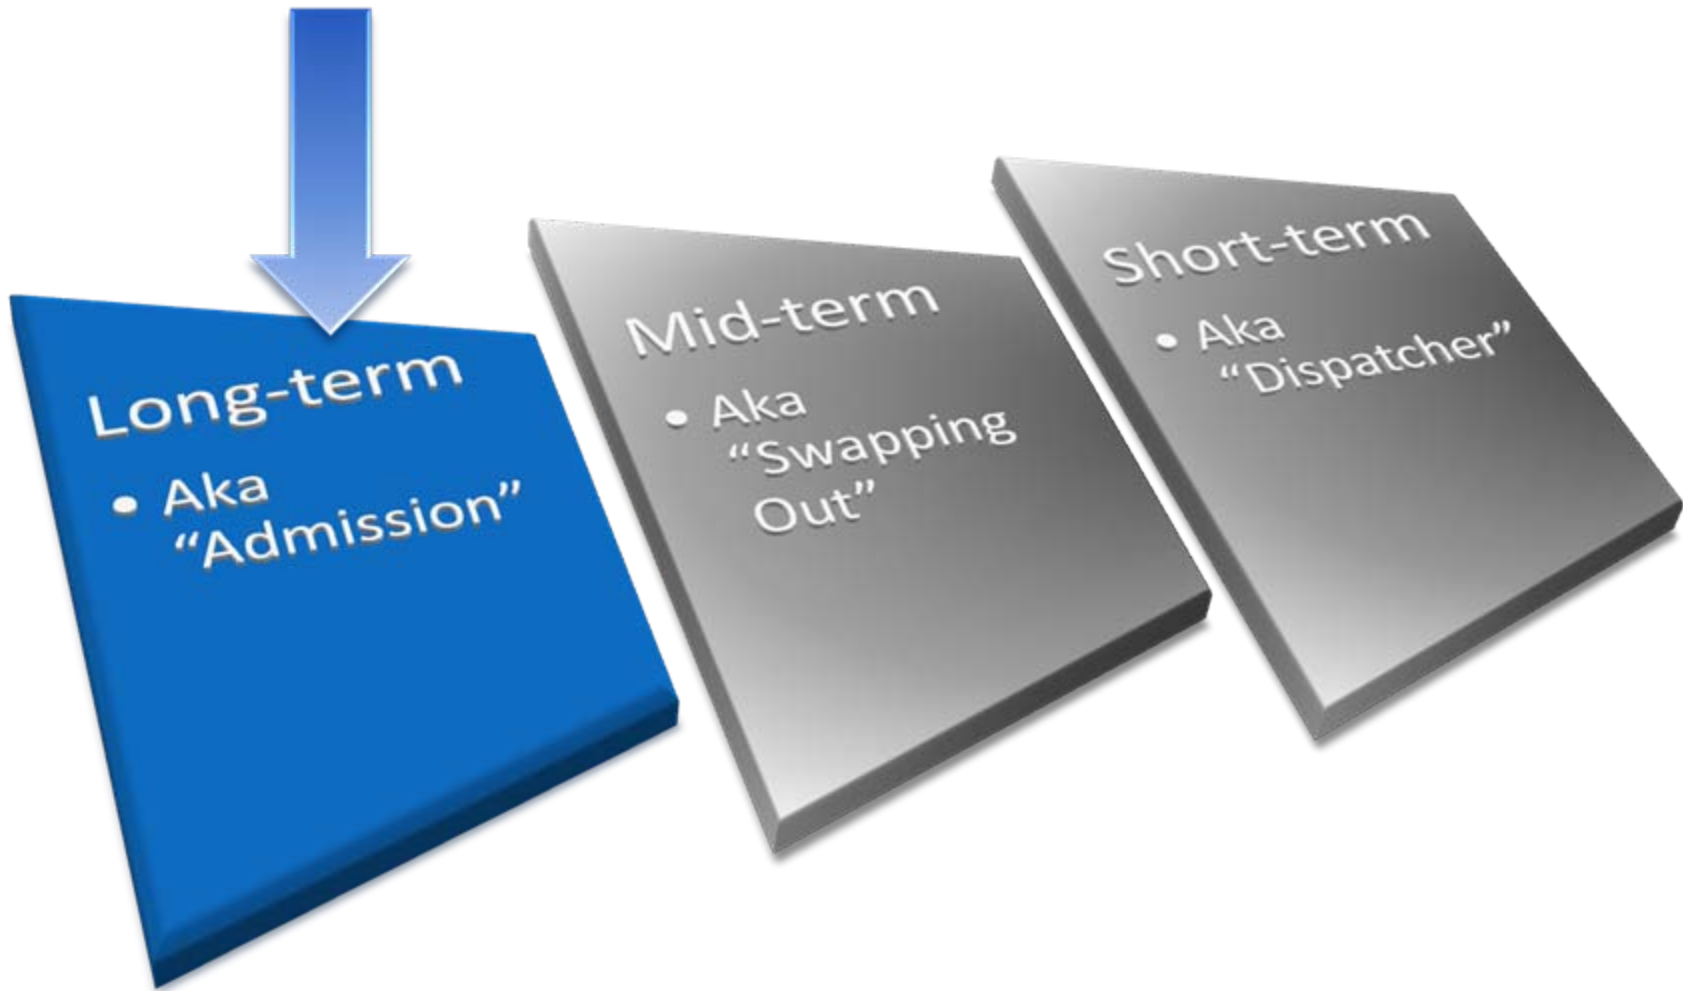 Long-term
• Aka
“Admission”
Mid-term
• Aka
“Swapping
Out”
Short-term
• Aka
“Dispatcher”